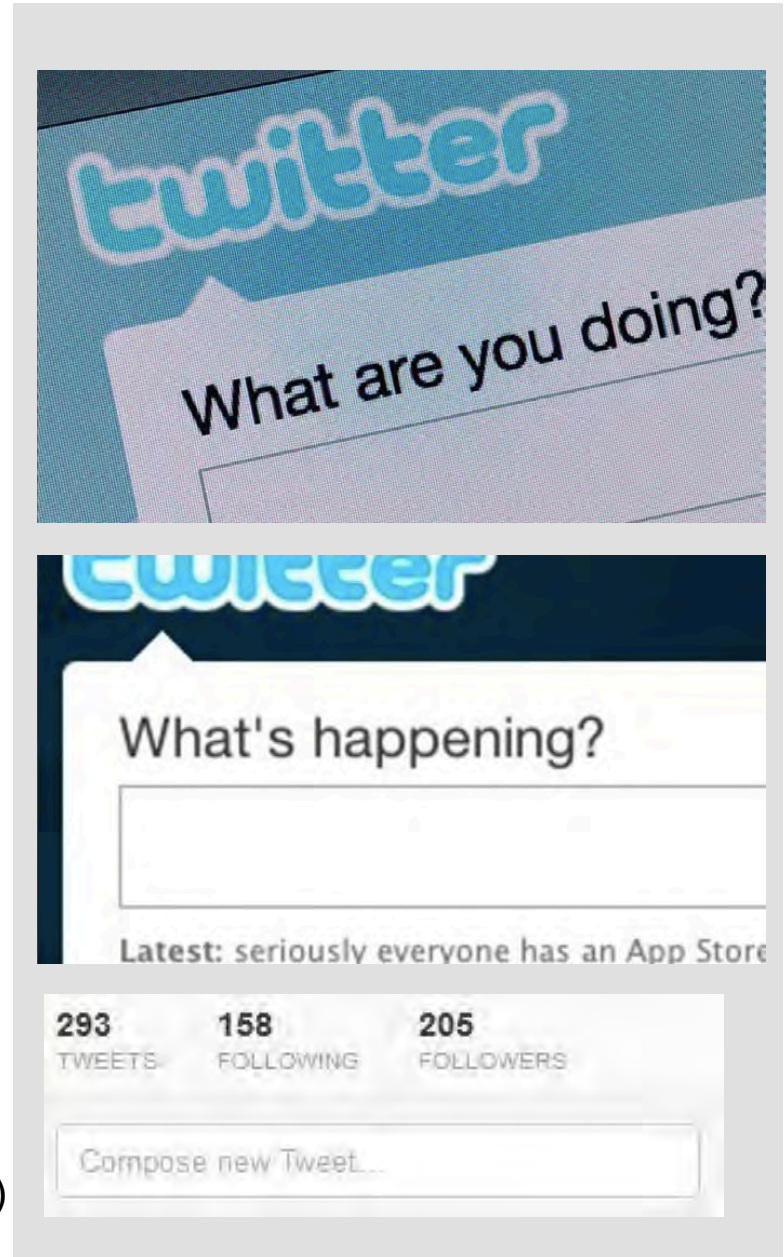 twitter
What are you doing?
twitter
What's happening?
Latest: seriously everyone has an App Store
293 158 205
TWEETS FOLLOWING FOLLOWERS
Compose new Tweet...
)